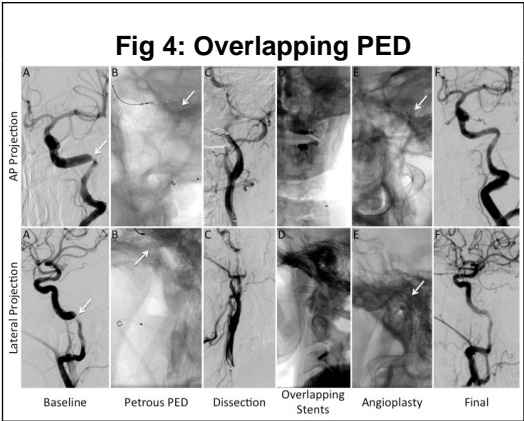 Fig 4: Overlapping PED
A B C D E F
AP Projection
A B C D E F
Lateral Projection
Baseline Petrous PED Dissection Overlapping Stents Angioplasty Final